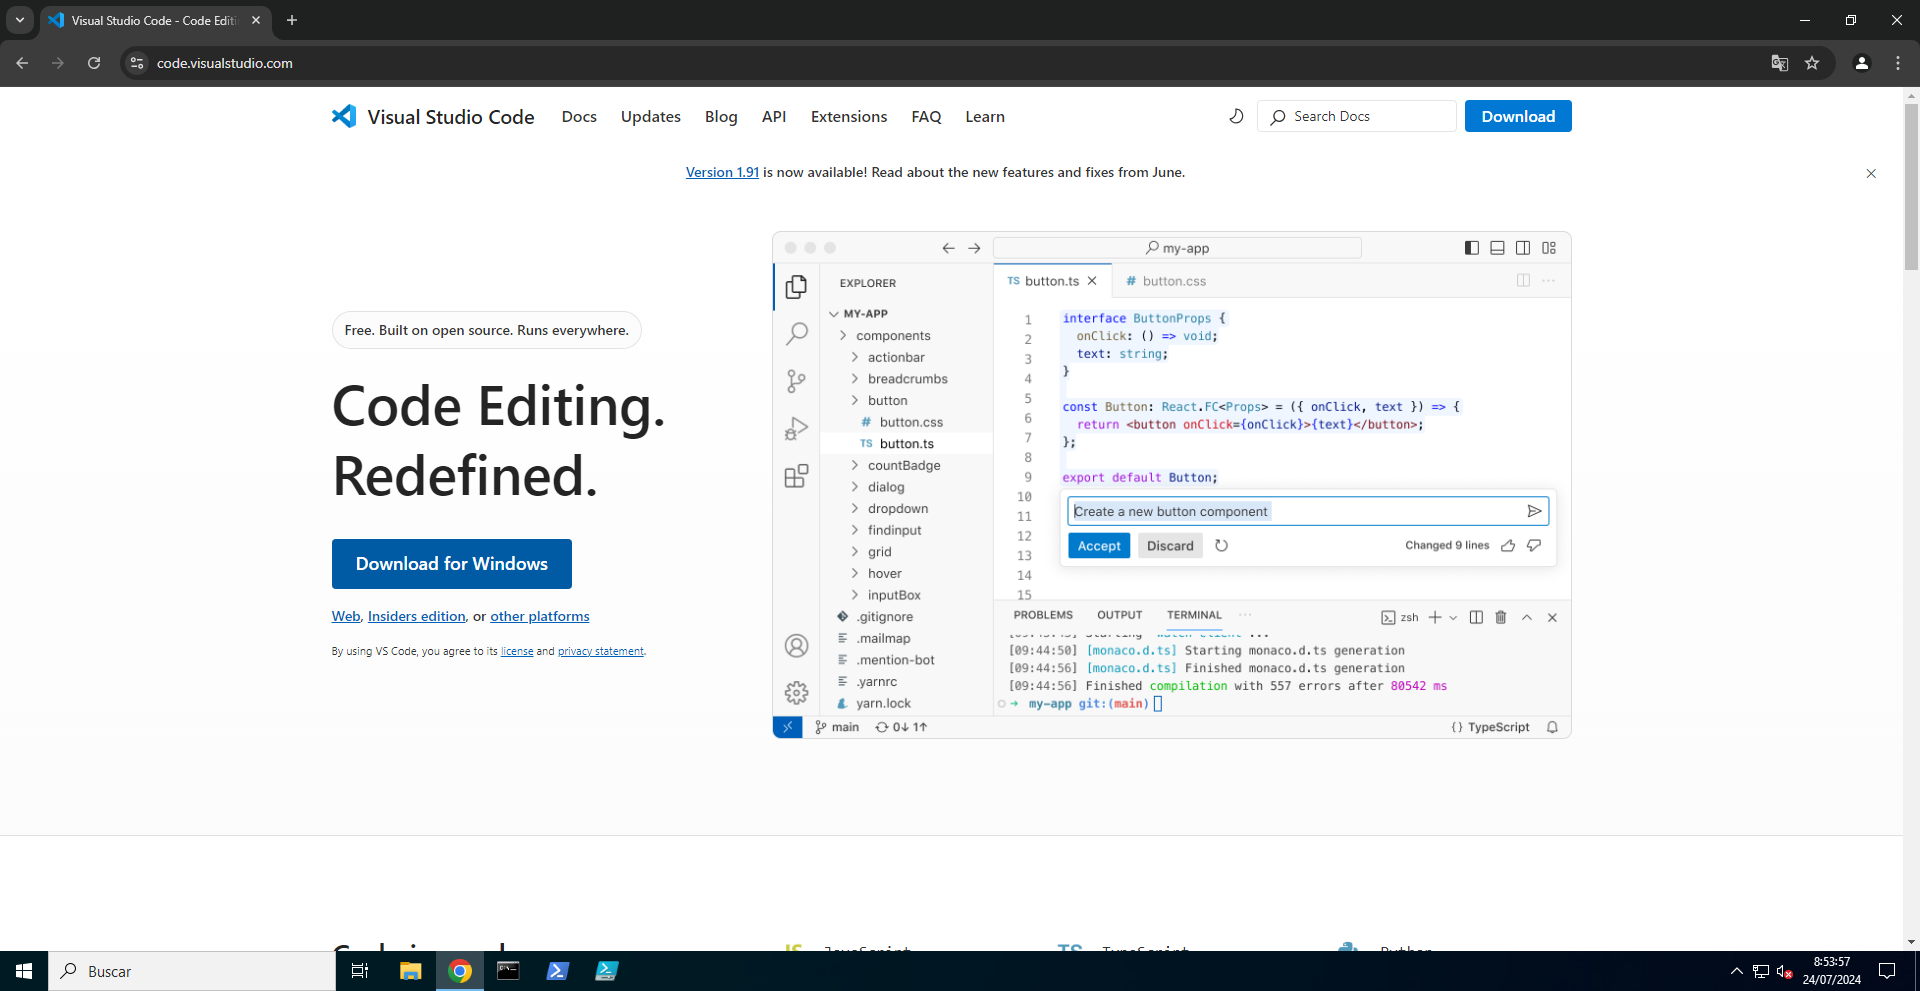 Visual Studio Code - Code Editi
code.visualstudio.com
Visual Studio Code Docs Updates Blog API Extensions FAQ Learn Search Docs Download
Version 1.91 is now available! Read about the new features and fixes from June.
Free. Built on open source. Runs everywhere.
Code Editing.
Redefined.
Download for Windows
Web, Insiders edition, or other platforms
By using VS Code, you agree to its license and privacy statement.
my-app
EXPLORER
MY-APP
components
actionbar
breadcrumbs
button
# button.css
TS button.ts
countBadge
dialog
dropdown
findinput
grid
hover
inputBox
.gitignore
.mailmap
.mention-bot
.yarnrc
yarn.lock
TS button.ts # button.css
1 interface ButtonProps {
2 onClick: () => void;
3 text: string;
4 }
5
6 const Button: React.FC<Props> = ({ onClick, text }) => {
7 return <button onClick={onClick}>{text}</button>;
8 };
9
10 export default Button;
11
12
13
14
15
Create a new button component
Accept Discard Changed 9 lines
PROBLEMS OUTPUT TERMINAL ··· zsh
[09:44:50] [monaco.d.ts] Starting monaco.d.ts generation
[09:44:56] [monaco.d.ts] Finished monaco.d.ts generation
[09:44:56] Finished compilation with 557 errors after 80542 ms
my-app git:(main)
main 0↓ 1↑ {} TypeScript
JS JavaScript TS TypeScript Python
Buscar
8:53:57
24/07/2024